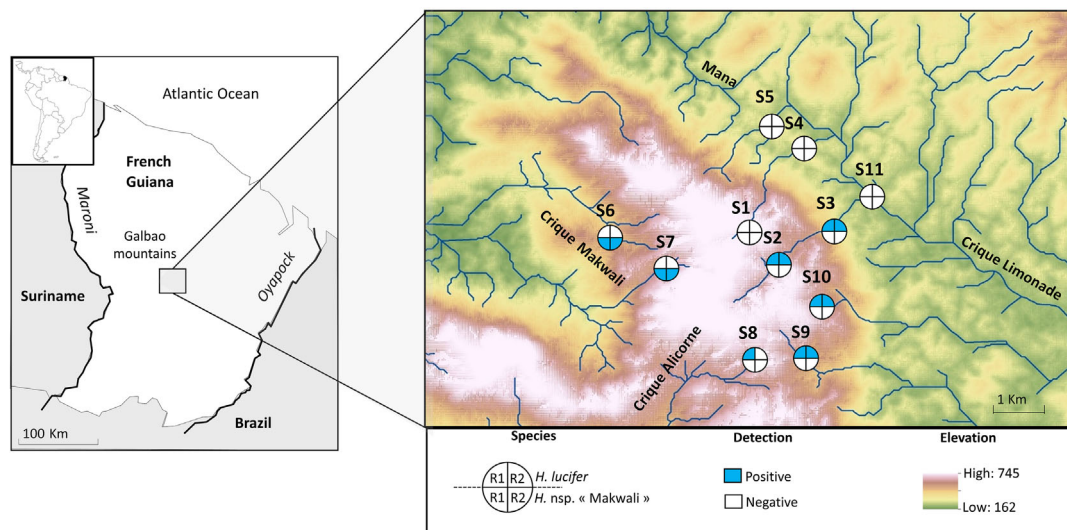 Atlantic Ocean
French
Guiana
Maroni
Galbao
mountains
Oyapock
Suriname
Brazil
100 Km
Mana
S5
S4
S11
S6
S1
S3
Crique Makwali
S7
S2
Crique Limonade
S10
S8
S9
Crique Alicorne
1 Km
Species
Detection
Elevation
R1 R2 H. lucifer
R1 R2 H. nsp. « Makwali »
Positive
Negative
High: 745
Low: 162